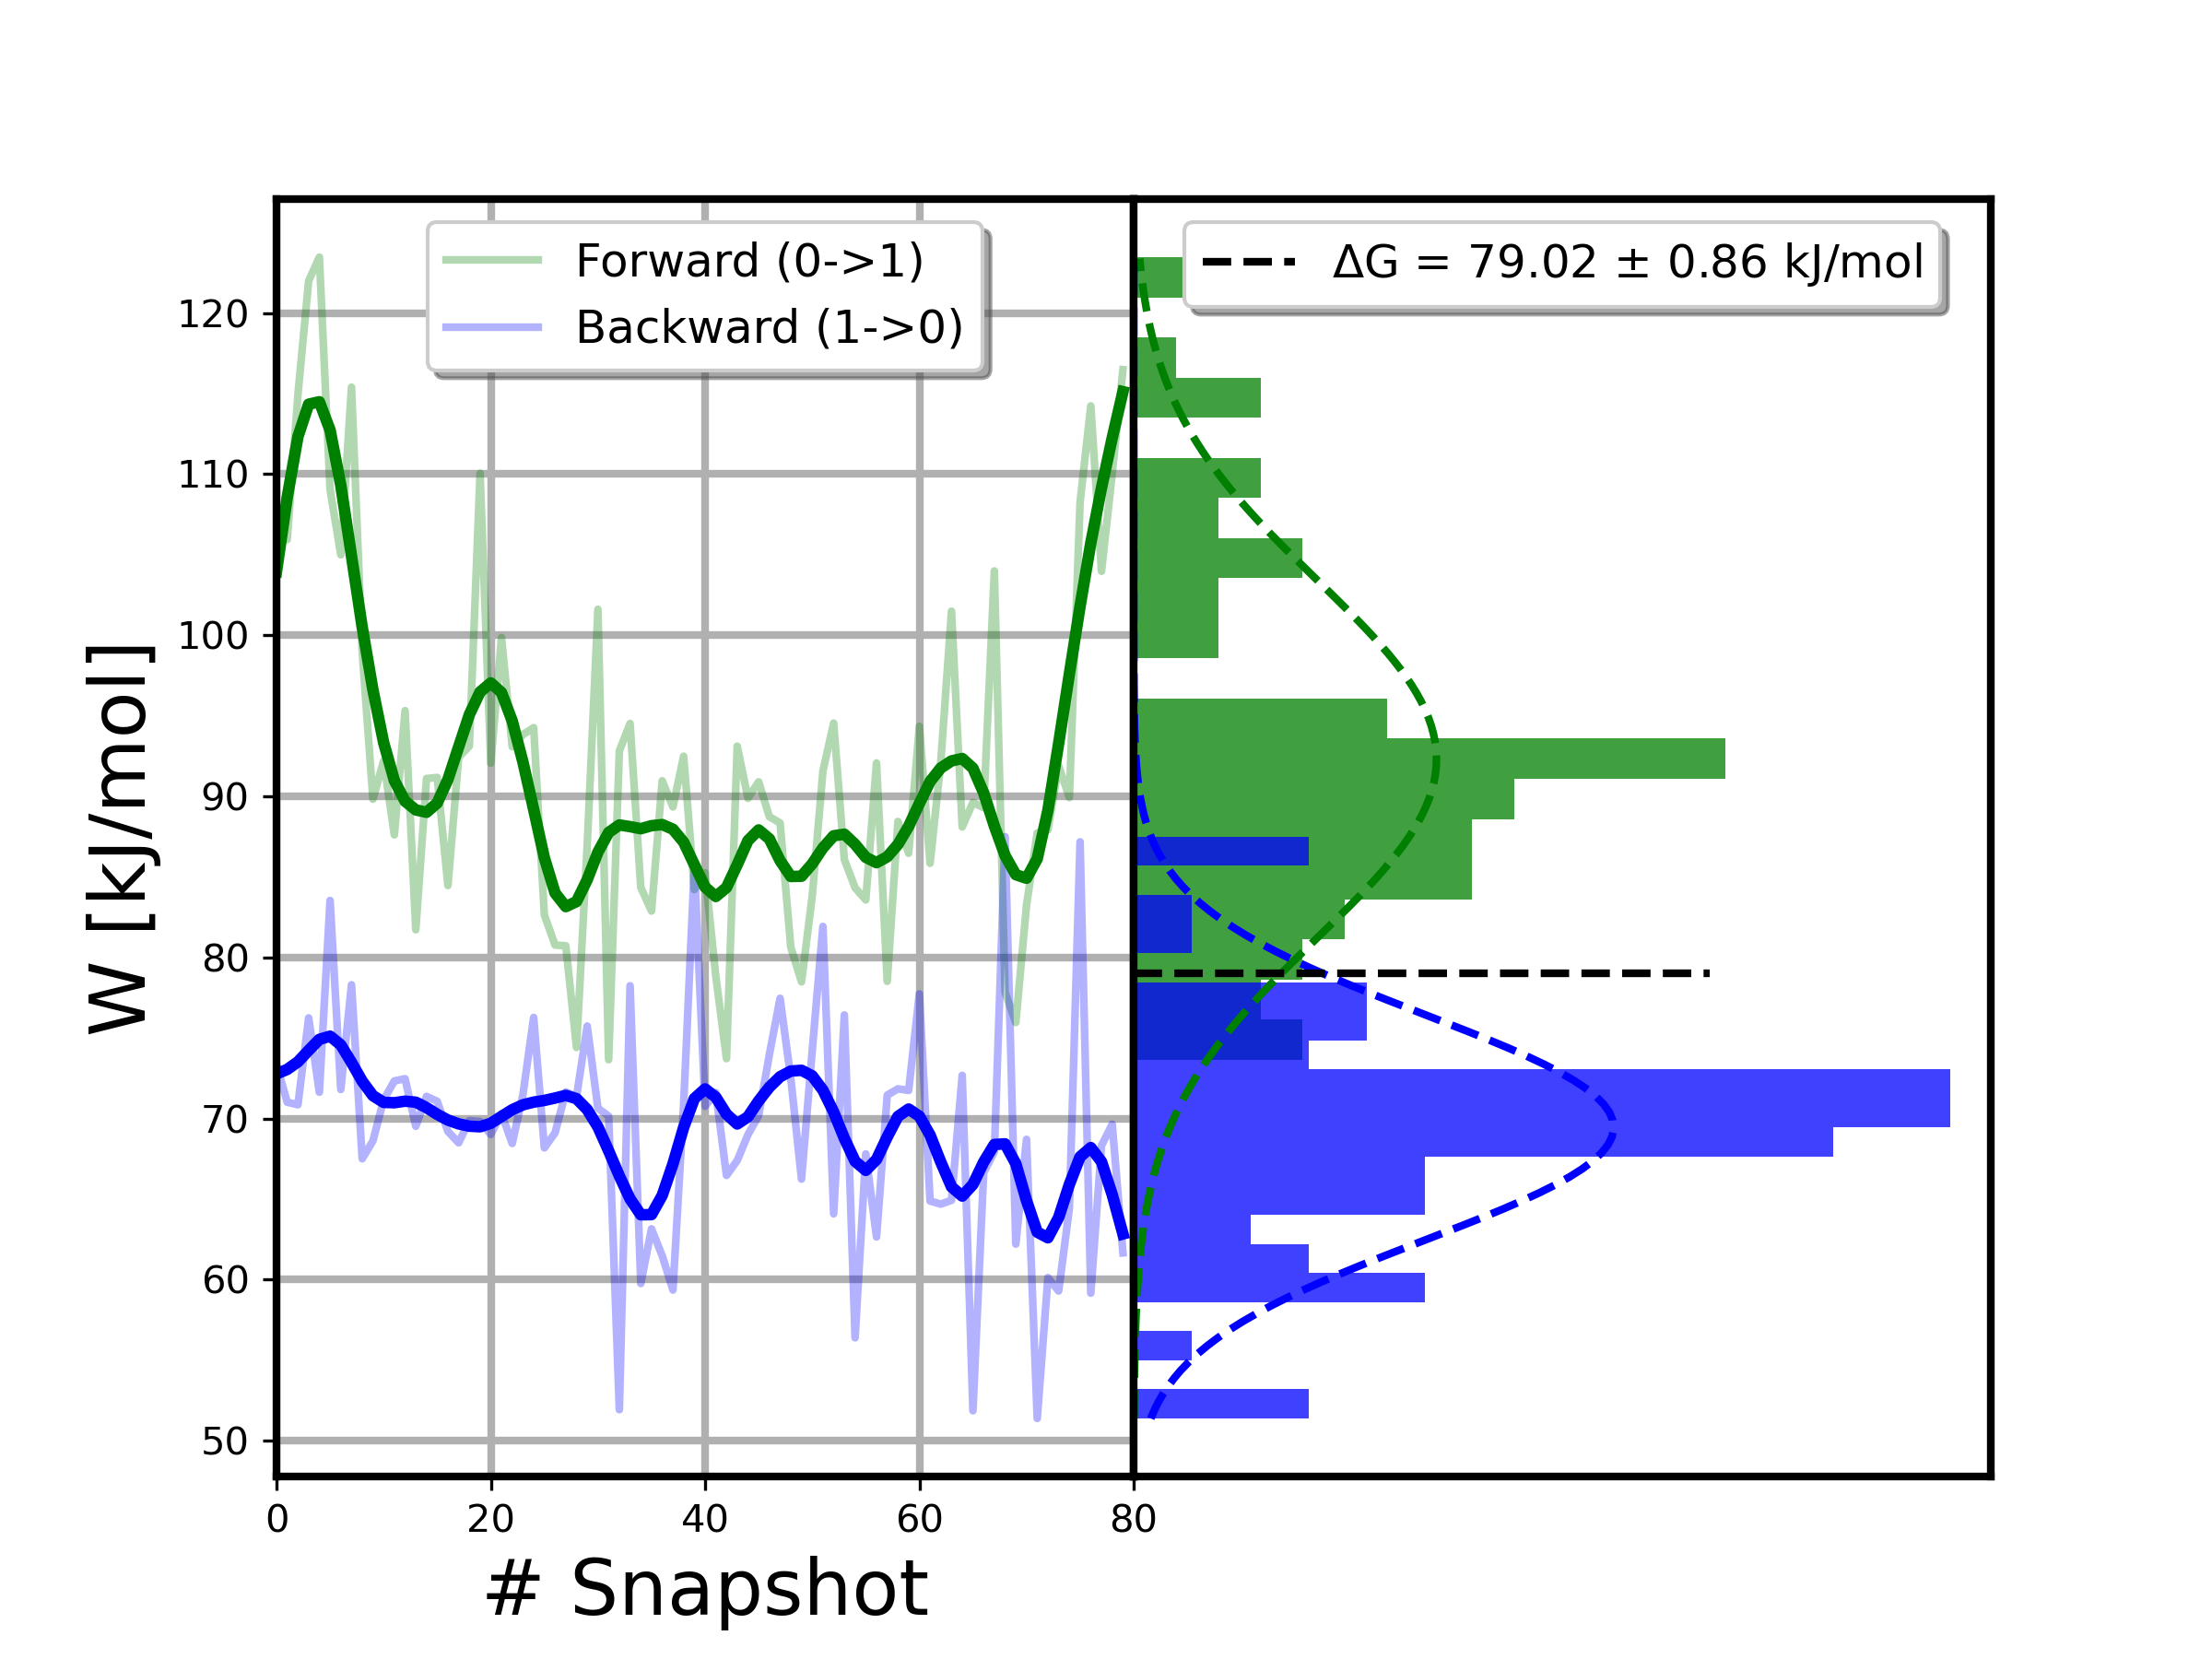 Forward (0->1)
Backward (1->0)
ΔG = 79.02 ± 0.86 kJ/mol
W [kJ/mol]
120
110
100
90
80
70
60
50
0 20 40 60 80
# Snapshot